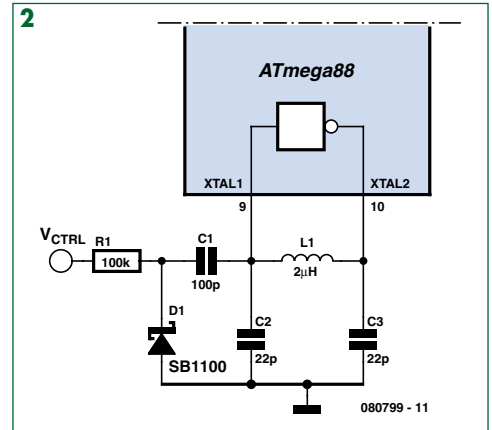 2
ATmega88
XTAL1 XTAL2
9 10
VCTRL R1 C1 L1
100k 100p 2µH
D1 C2 C3
SB1100 22p 22p
080799 - 11